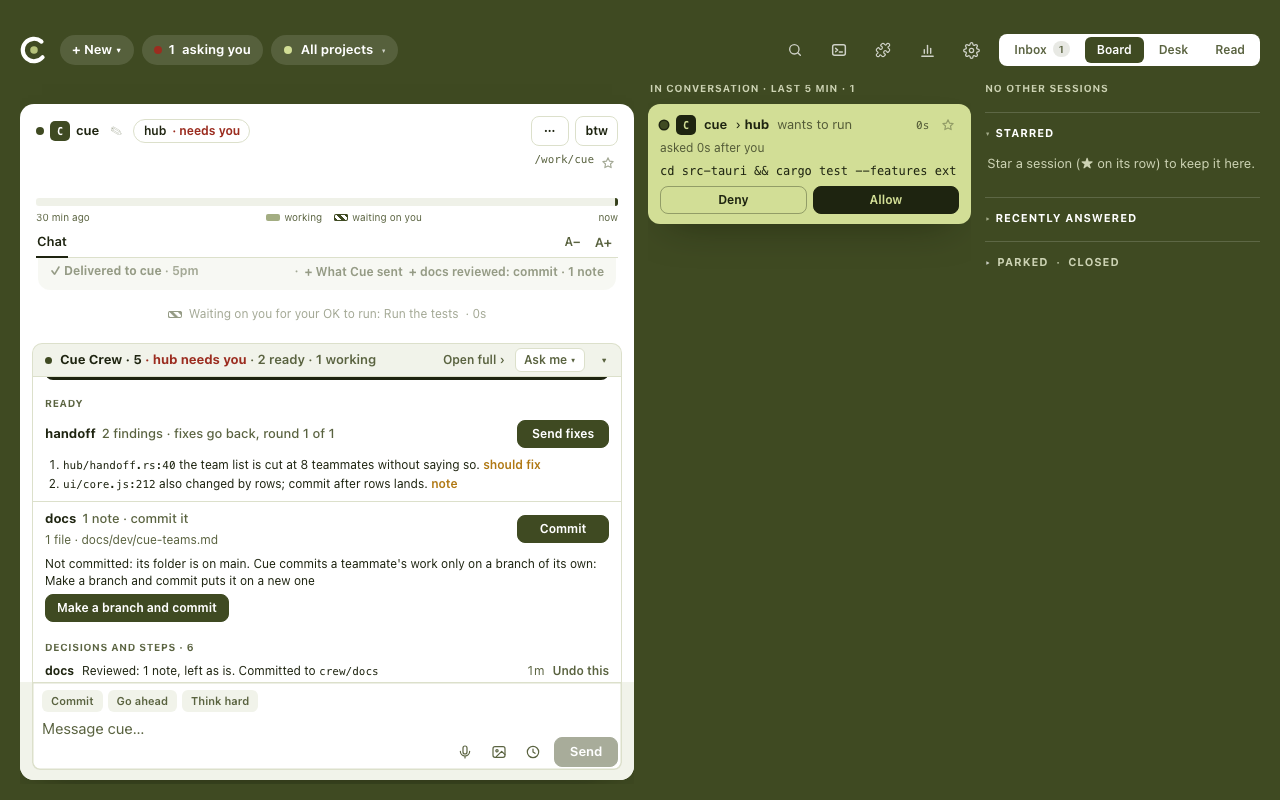 + New ▾
1 asking you
All projects ▾
Inbox 1
Board
Desk
Read
C cue
hub · needs you
···
btw
/work/cue
30 min ago
working
waiting on you
now
Chat
A−
A+
✓ Delivered to cue · 5pm
· + What Cue sent + docs reviewed: commit · 1 note
Waiting on you for your OK to run: Run the tests · 0s
Cue Crew · 5 · hub needs you · 2 ready · 1 working
Open full ›
Ask me ▾
▾
READY
handoff 2 findings · fixes go back, round 1 of 1
Send fixes
1. hub/handoff.rs:40 the team list is cut at 8 teammates without saying so. should fix
2. ui/core.js:212 also changed by rows; commit after rows lands. note
docs 1 note · commit it
1 file · docs/dev/cue-teams.md
Commit
Not committed: its folder is on main. Cue commits a teammate's work only on a branch of its own:
Make a branch and commit puts it on a new one
Make a branch and commit
DECISIONS AND STEPS · 6
docs Reviewed: 1 note, left as is. Committed to crew/docs
1m Undo this
Commit
Go ahead
Think hard
Message cue…
Send
IN CONVERSATION · LAST 5 MIN · 1
C cue › hub wants to run
0s
asked 0s after you
cd src-tauri && cargo test --features ext
Deny
Allow
NO OTHER SESSIONS
▾ STARRED
Star a session (★ on its row) to keep it here.
▸ RECENTLY ANSWERED
▸ PARKED · CLOSED